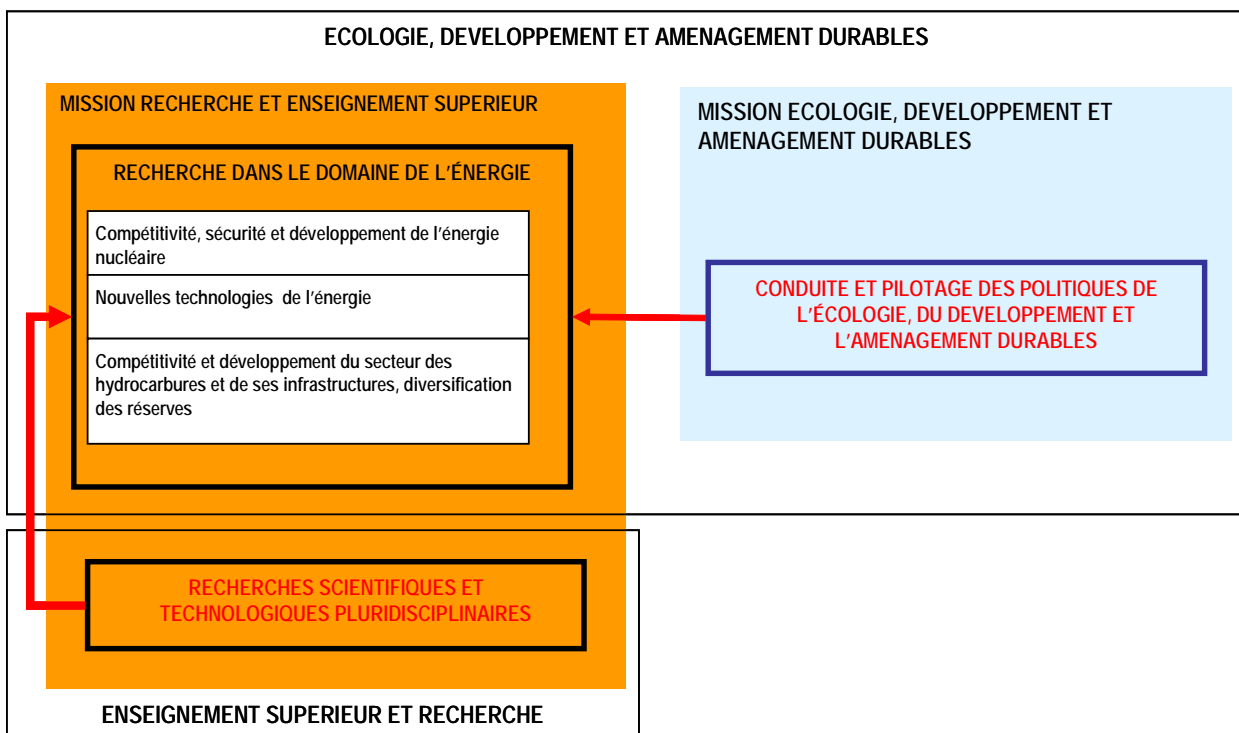 ECOLOGIE, DEVELOPPEMENT ET AMENAGEMENT DURABLES
MISSION RECHERCHE ET ENSEIGNEMENT SUPERIEUR
RECHERCHE DANS LE DOMAINE DE L'ÉNERGIE
Compétitivité, sécurité et développement de l'énergie
nucléaire
Nouvelles technologies de l'énergie
Compétitivité et développement du secteur des
hydrocarbures et de ses infrastructures, diversification
des réserves
MISSION ECOLOGIE, DEVELOPPEMENT ET
AMENAGEMENT DURABLES
CONDUITE ET PILOTAGE DES POLITIQUES DE
L'ÉCOLOGIE, DU DEVELOPPEMENT ET
L'AMENAGEMENT DURABLES
RECHERCHES SCIENTIFIQUES ET
TECHNOLOGIQUES PLURIDISCIPLINAIRES
ENSEIGNEMENT SUPERIEUR ET RECHERCHE